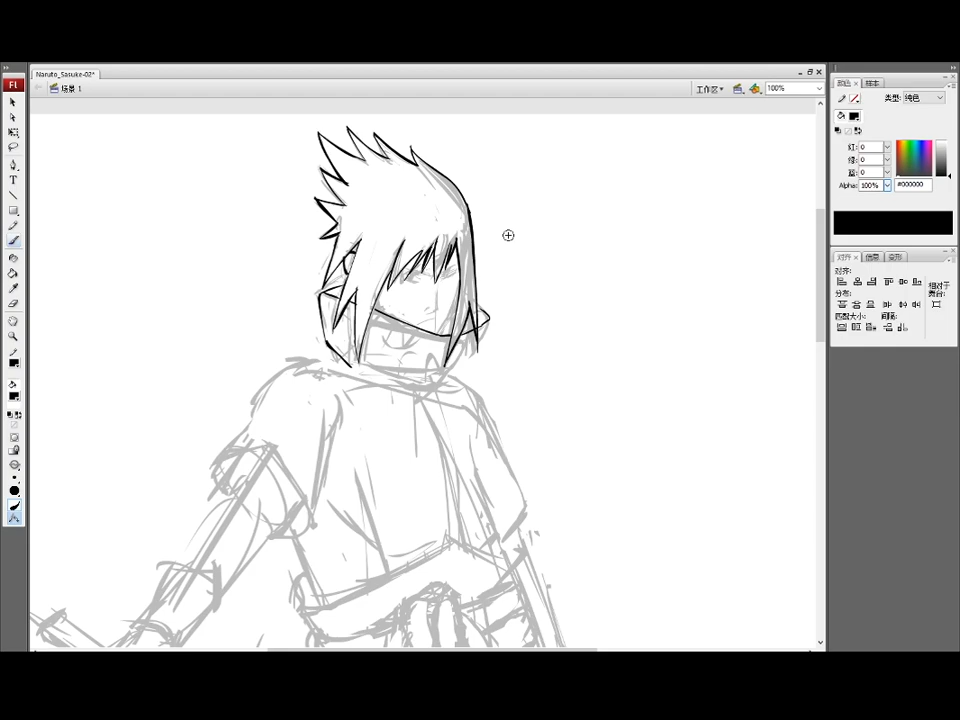 Naruto_Sasuke-02*
Fl
场景 1
工作区
100%
颜色
样本
类型:
纯色
红: 0
绿: 0
蓝: 0
Alpha: 100%
#000000
对齐
信息
变形
对齐:
分布:
相对于
舞台:
匹配大小:
间隔:
T